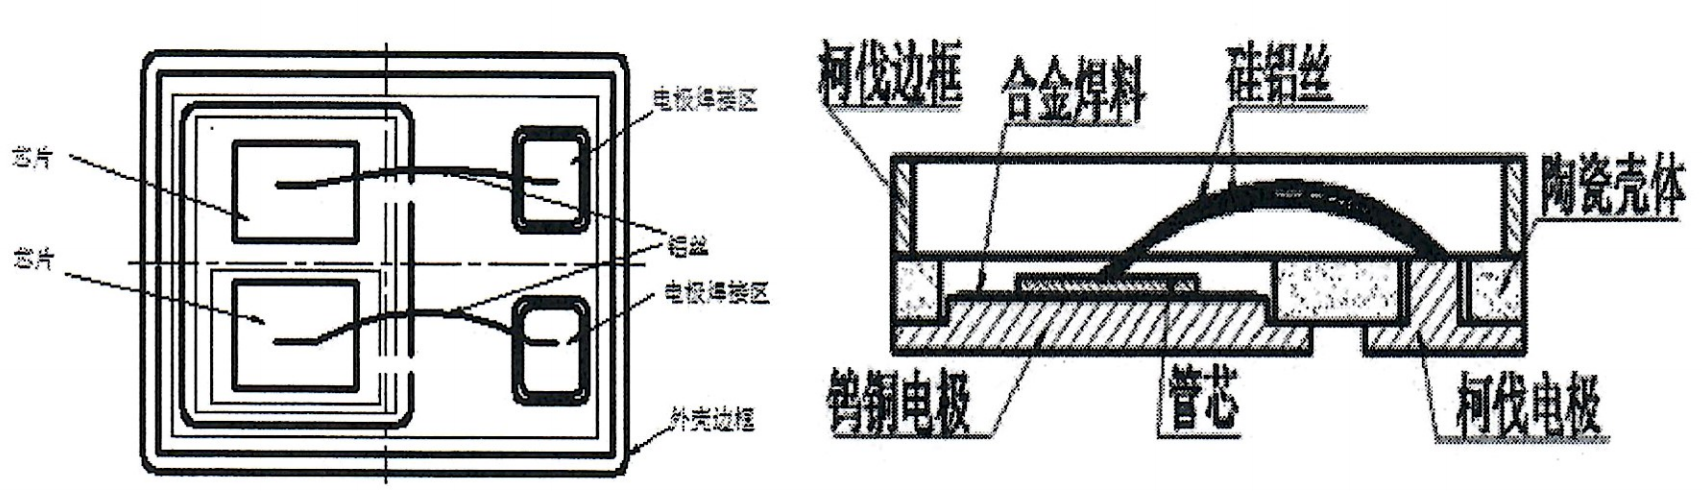 电极焊接区
芯片
铝丝
芯片
电极焊接区
外壳边框
柯伐边框
合金焊料
硅铝丝
陶瓷壳体
钨铜电极
管芯
柯伐电极